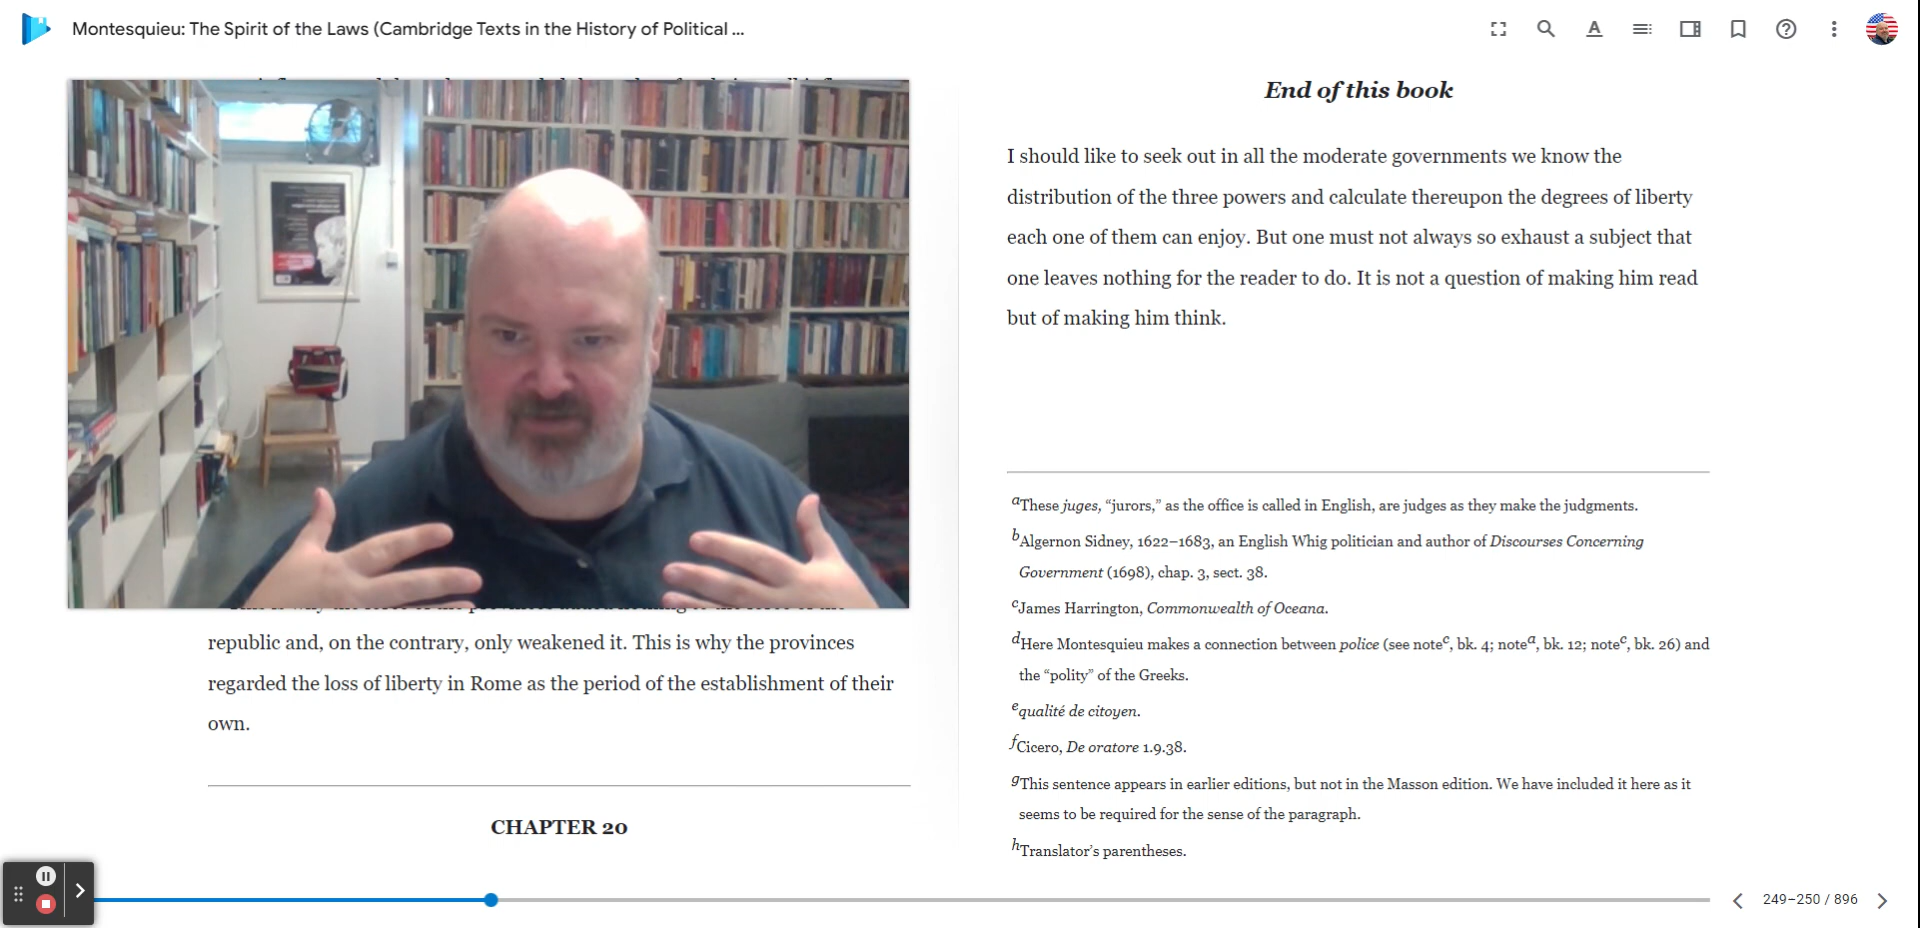 Montesquieu: The Spirit of the Laws (Cambridge Texts in the History of Political ...
republic and, on the contrary, only weakened it. This is why the provinces
regarded the loss of liberty in Rome as the period of the establishment of their
own.
CHAPTER 20
End of this book
I should like to seek out in all the moderate governments we know the
distribution of the three powers and calculate thereupon the degrees of liberty
each one of them can enjoy. But one must not always so exhaust a subject that
one leaves nothing for the reader to do. It is not a question of making him read
but of making him think.
aThese juges, “jurors,” as the office is called in English, are judges as they make the judgments.
bAlgernon Sidney, 1622–1683, an English Whig politician and author of Discourses Concerning
Government (1698), chap. 3, sect. 38.
cJames Harrington, Commonwealth of Oceana.
dHere Montesquieu makes a connection between police (see notec, bk. 4; notea, bk. 12; notec, bk. 26) and
the “polity” of the Greeks.
equalité de citoyen.
fCicero, De oratore 1.9.38.
gThis sentence appears in earlier editions, but not in the Masson edition. We have included it here as it
seems to be required for the sense of the paragraph.
hTranslator’s parentheses.
249–250 / 896